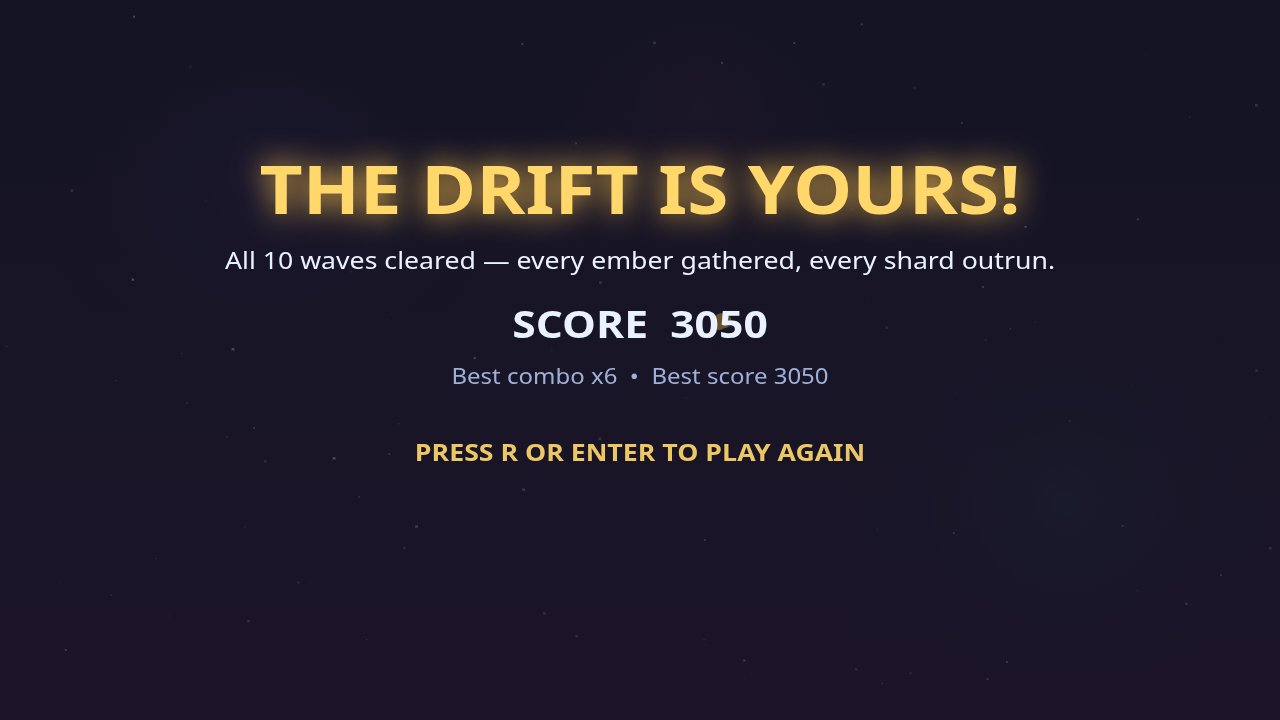 THE DRIFT IS YOURS!
All 10 waves cleared — every ember gathered, every shard outrun.
SCORE 3050
Best combo x6 • Best score 3050
PRESS R OR ENTER TO PLAY AGAIN